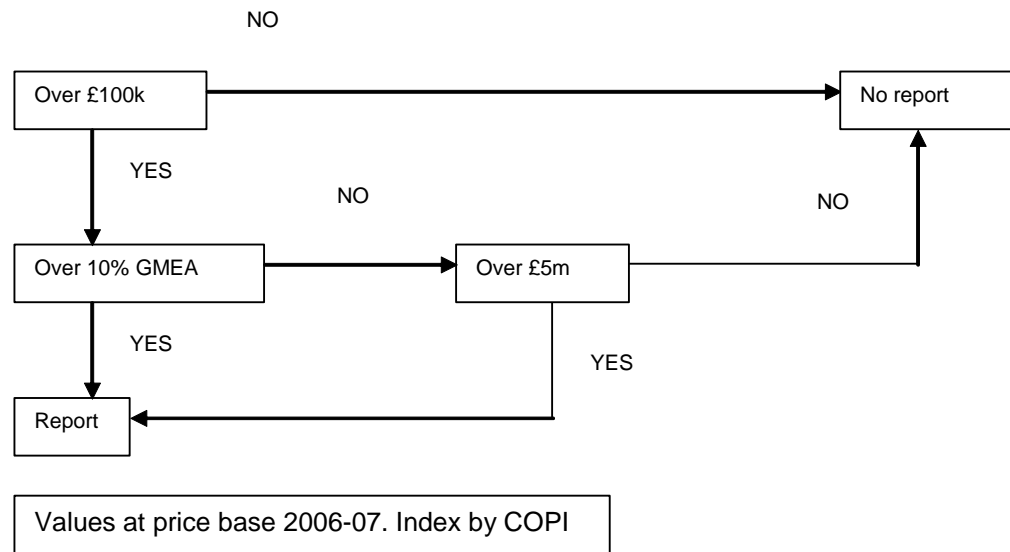 NO
Over £100k
No report
YES
NO
NO
Over 10% GMEA
Over £5m
YES
YES
Report
Values at price base 2006-07. Index by COPI